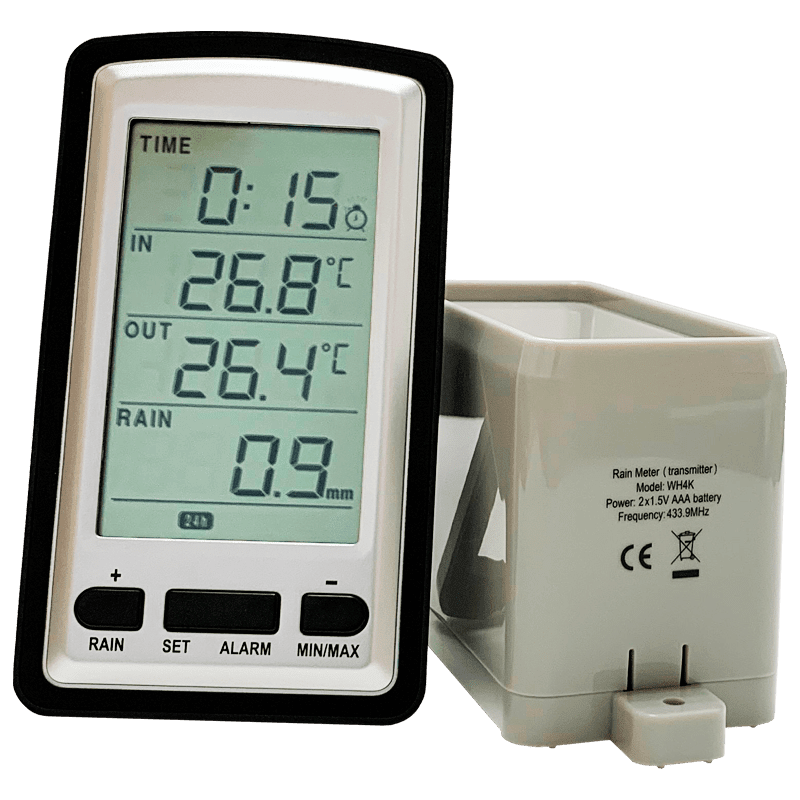 TIME
0:15
IN
26.8°C
OUT
26.4°C
RAIN
0.9mm
24h
+ -
RAIN SET ALARM MIN/MAX
Rain Meter (transmitter)
Model: WH4K
Power: 2x1.5V AAA battery
Frequency: 433.9MHz
CE